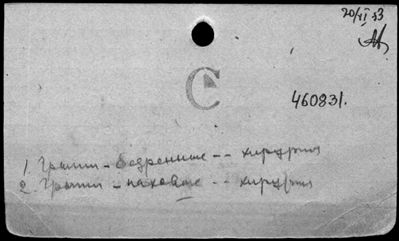 20/VI 53
С
460831.
1. Грыжи - бедренные -- хирургия
2. Грыжи - паховые -- хирургия